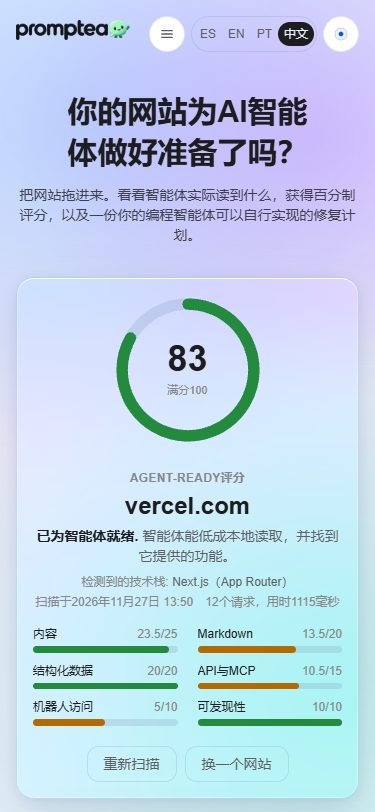 promptea
ES EN PT 中文
你的网站为AI智能
体做好准备了吗？
把网站拖进来。看看智能体实际读到什么，获得百分制
评分，以及一份你的编程智能体可以自行实现的修复计
划。
83
满分100
AGENT-READY评分
vercel.com
已为智能体就绪. 智能体能低成本地读取，并找到
它提供的功能。
检测到的技术栈: Next.js（App Router）
扫描于2026年11月27日 13:50 12个请求，用时1115毫秒
内容 23.5/25
Markdown 13.5/20
结构化数据 20/20
API与MCP 10.5/15
机器人访问 5/10
可发现性 10/10
重新扫描
换一个网站